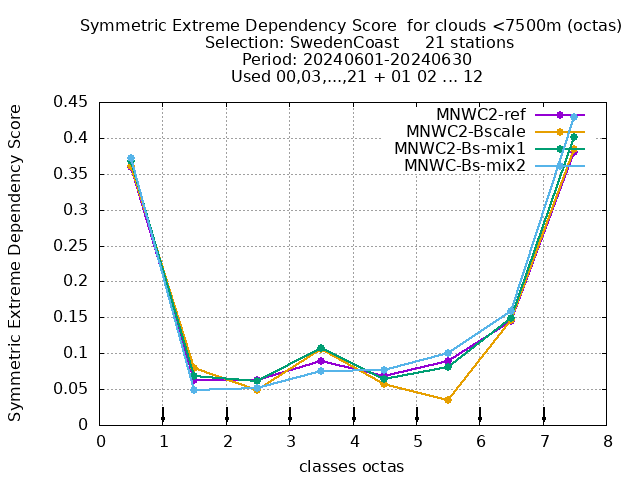 Symmetric Extreme Dependency Score  for clouds <7500m (octas)
Selection: SwedenCoast     21 stations
Period: 20240601-20240630
Used 00,03,...,21 + 01 02 ... 12
Symmetric Extreme Dependency Score
0.45
0.4
0.35
0.3
0.25
0.2
0.15
0.1
0.05
0
MNWC2-ref
MNWC2-Bscale
MNWC2-Bs-mix1
MNWC-Bs-mix2
0 1 2 3 4 5 6 7 8
classes octas